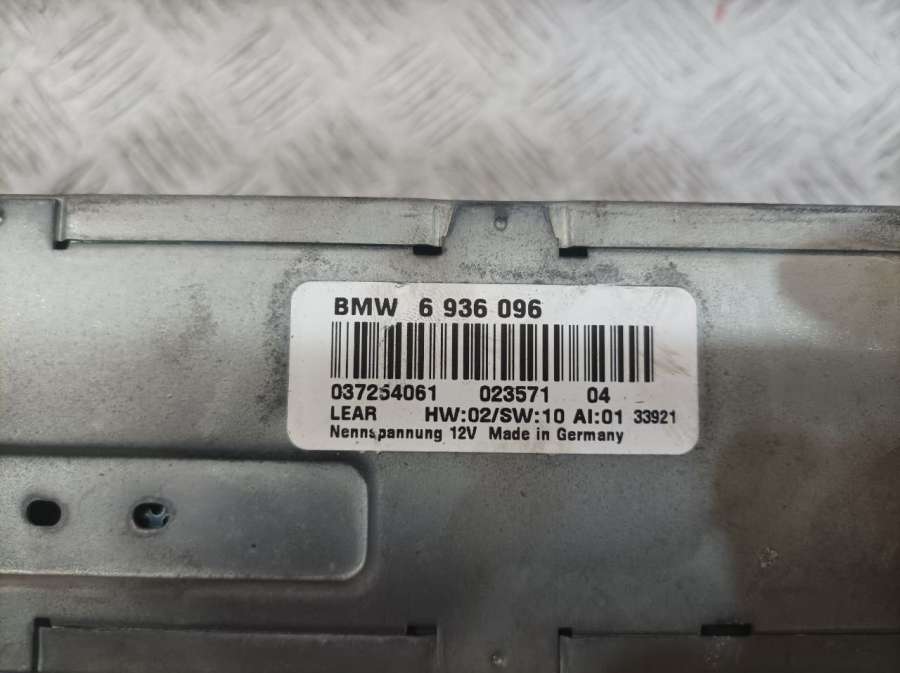 BMW 6 936 096
037264061 023571 04
LEAR HW:02/SW:10 AI:01 33921
Nennspannung 12V Made in Germany